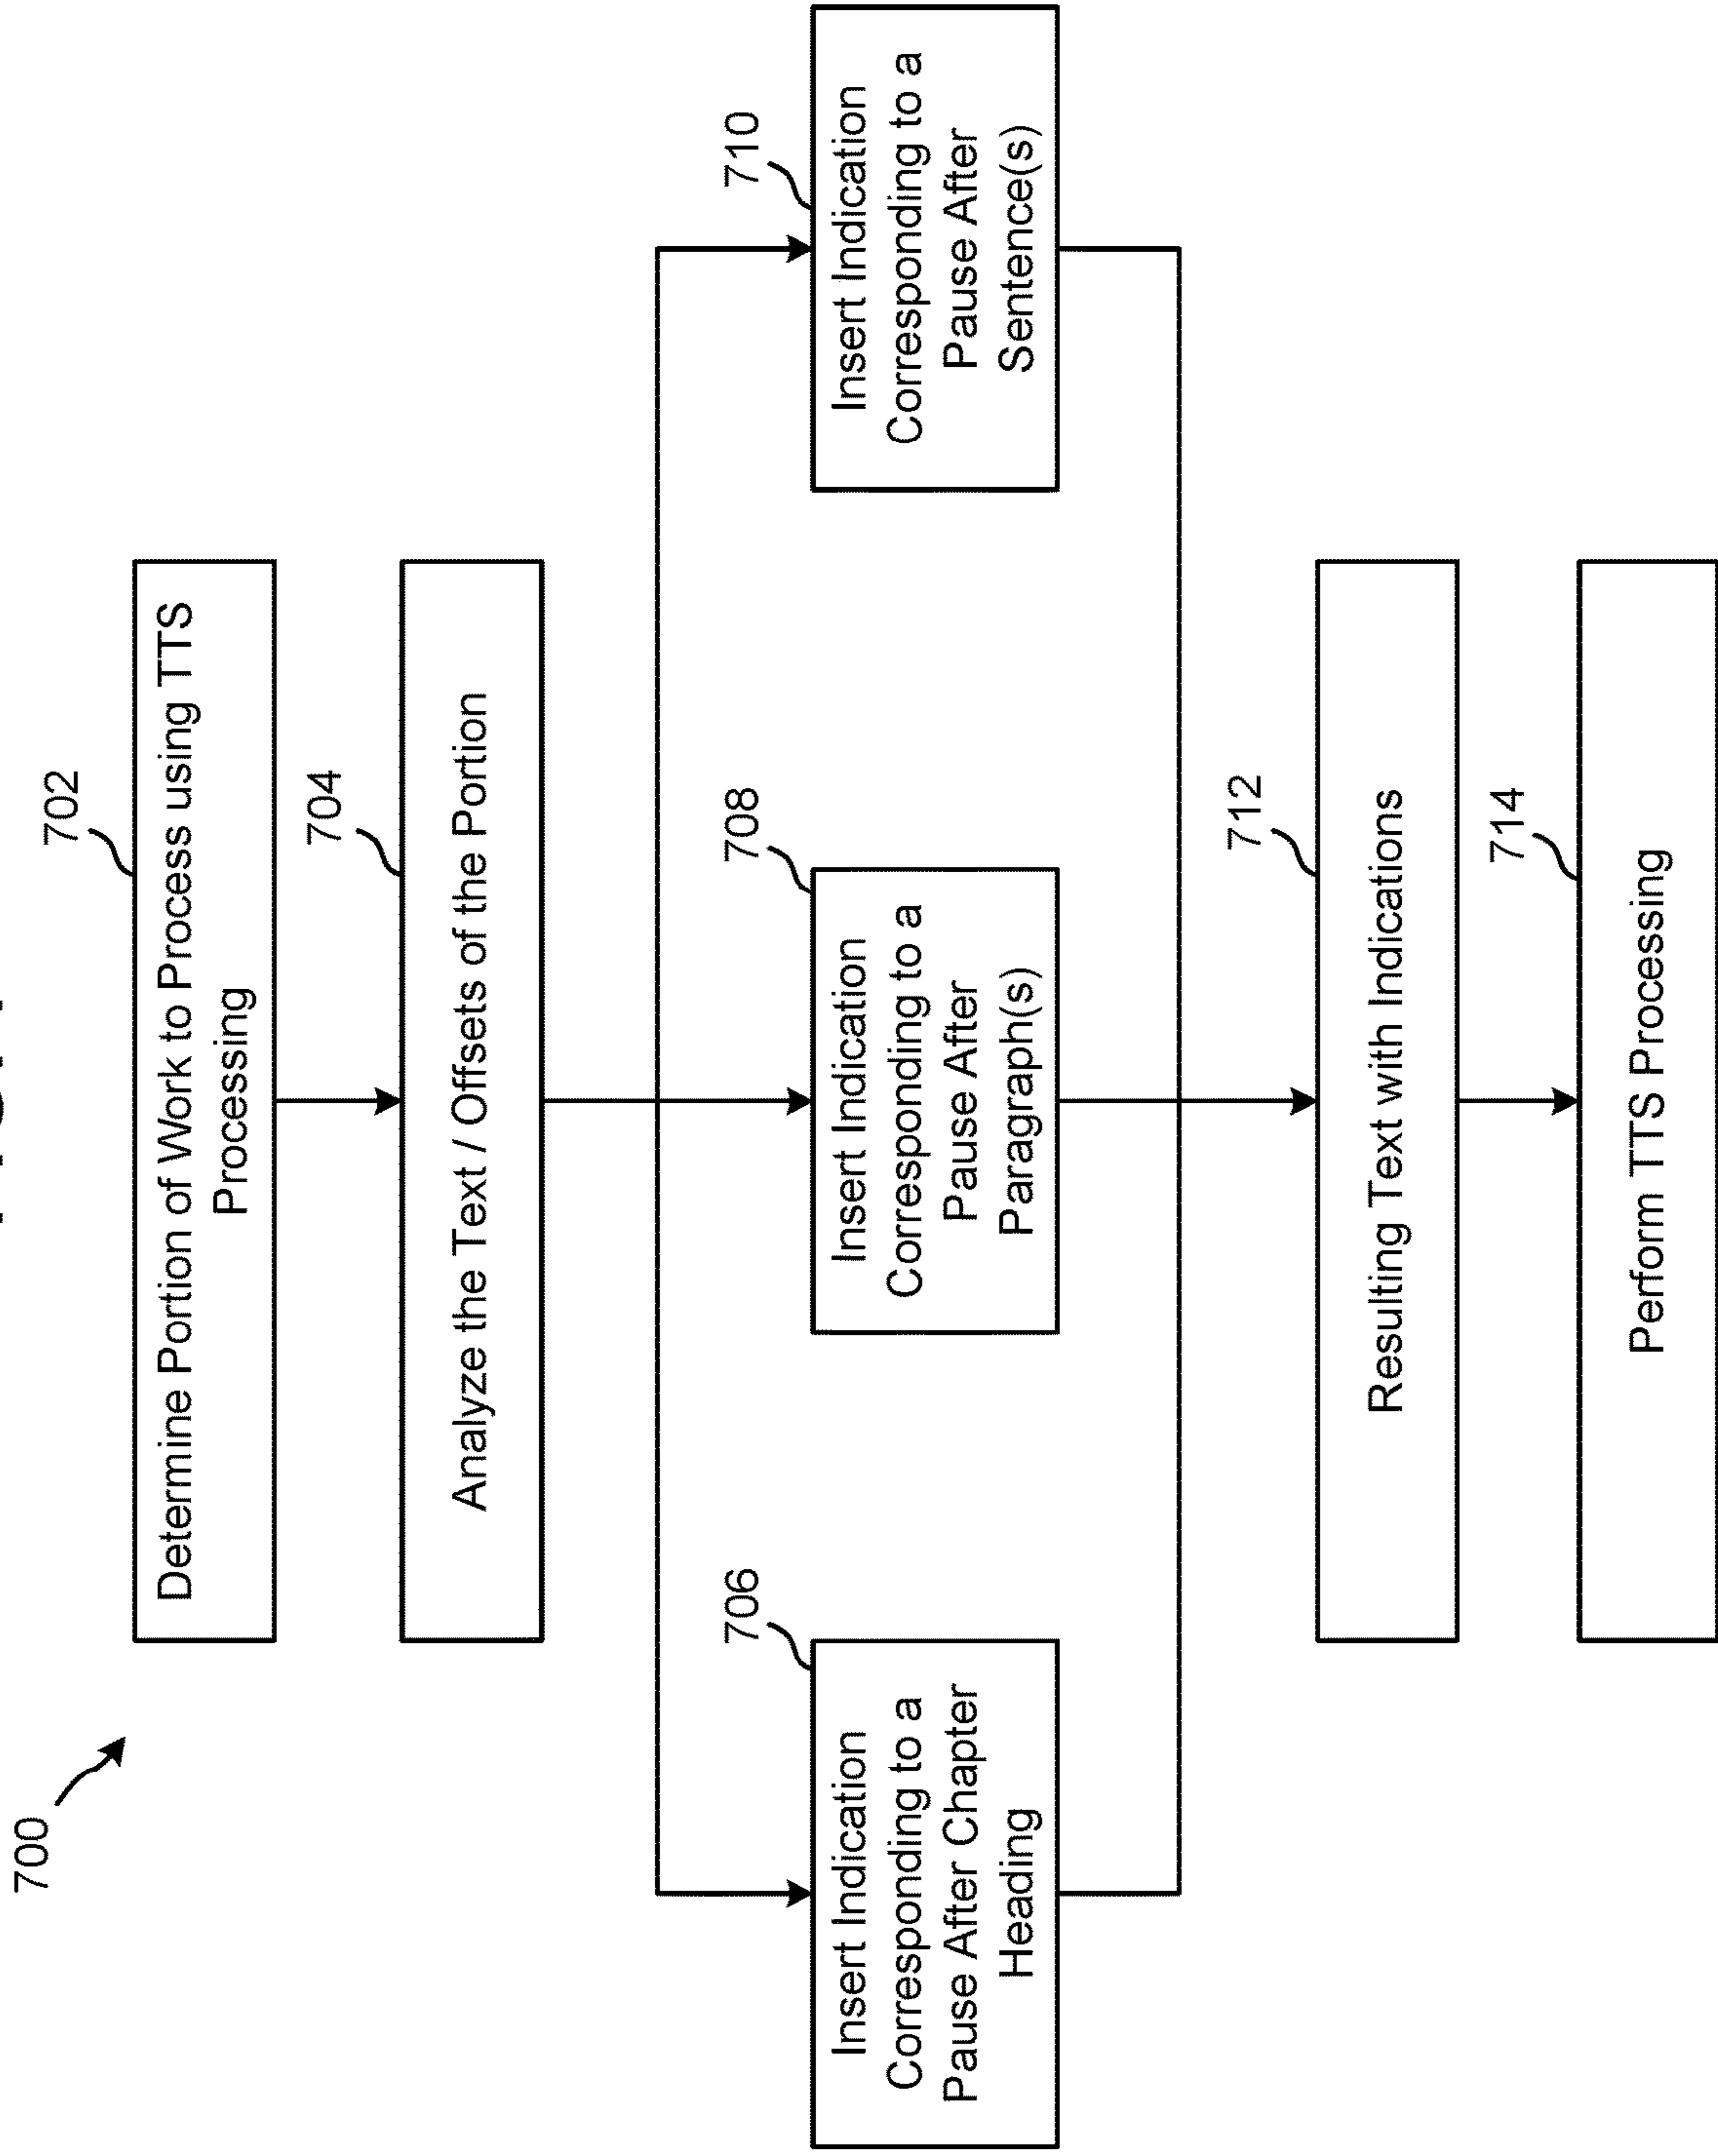 700
702
Determine Portion of Work to Process using TTS
Processing
704
Analyze the Text / Offsets of the Portion
706
Insert Indication
Corresponding to a
Pause After Chapter
Heading
708
Insert Indication
Corresponding to a
Pause After
Paragraph(s)
710
Insert Indication
Corresponding to a
Pause After
Sentence(s)
712
Resulting Text with Indications
714
Perform TTS Processing